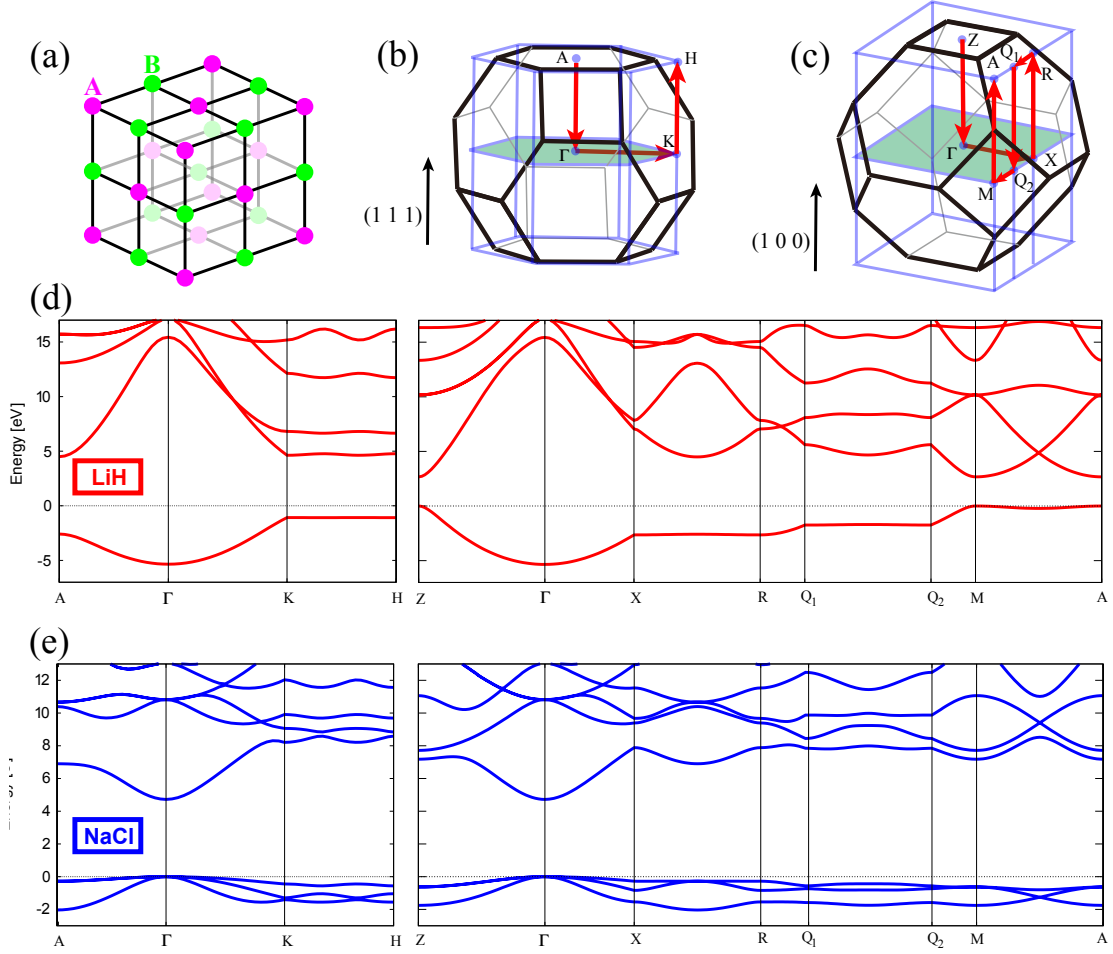 (a)
A
B
(b)
A
H
Γ
K
(1 1 1)
(c)
Z
A
Q1
R
Γ
X
Q2
M
(1 0 0)
(d)
Energy [eV]
15
10
5
0
-5
LiH
A Γ K H
Z Γ X R Q1 Q2 M A
(e)
12
10
8
6
4
2
0
-2
NaCl
A Γ K H
Z Γ X R Q1 Q2 M A